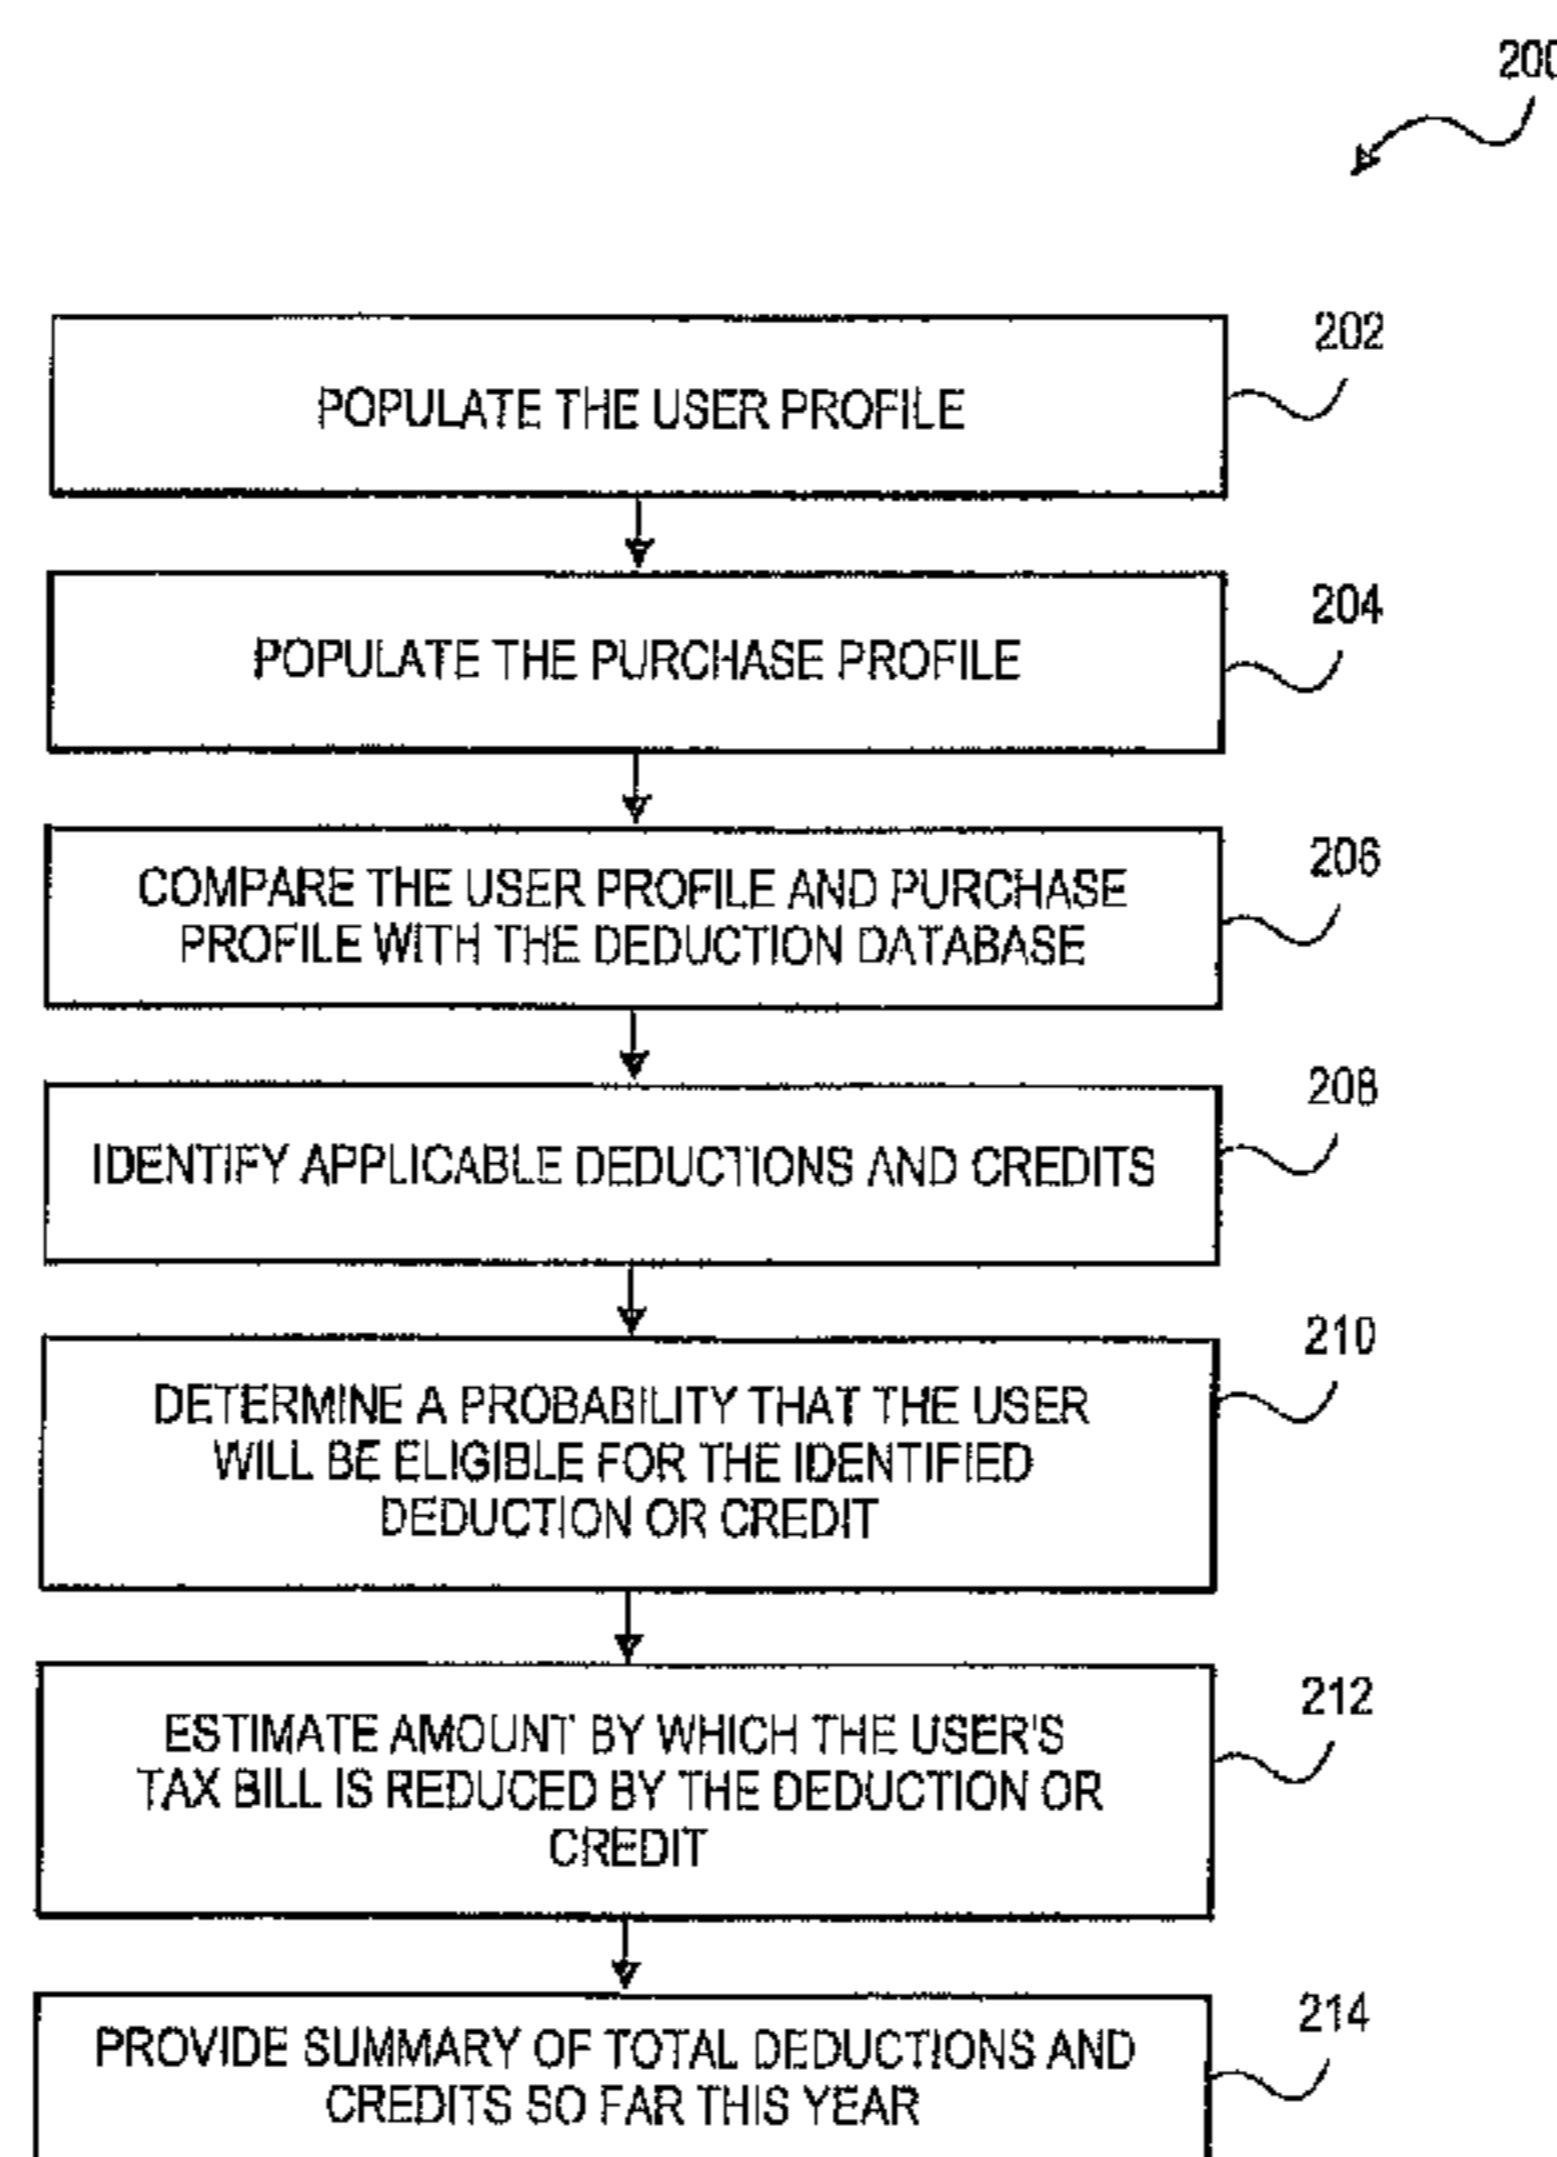 200
POPULATE THE USER PROFILE
202
POPULATE THE PURCHASE PROFILE
204
COMPARE THE USER PROFILE AND PURCHASE
PROFILE WITH THE DEDUCTION DATABASE
206
IDENTIFY APPLICABLE DEDUCTIONS AND CREDITS
208
DETERMINE A PROBABILITY THAT THE USER
WILL BE ELIGIBLE FOR THE IDENTIFIED
DEDUCTION OR CREDIT
210
ESTIMATE AMOUNT BY WHICH THE USER'S
TAX BILL IS REDUCED BY THE DEDUCTION OR
CREDIT
212
PROVIDE SUMMARY OF TOTAL DEDUCTIONS AND
CREDITS SO FAR THIS YEAR
214